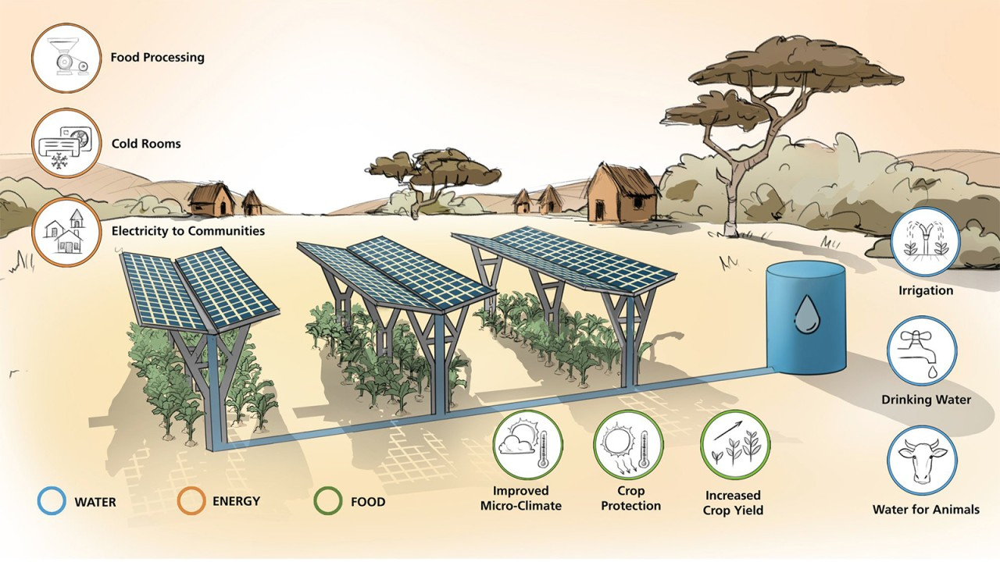 Food Processing
Cold Rooms
Electricity to Communities
Irrigation
Drinking Water
Water for Animals
Improved
Micro-Climate
Crop
Protection
Increased
Crop Yield
WATER
ENERGY
FOOD